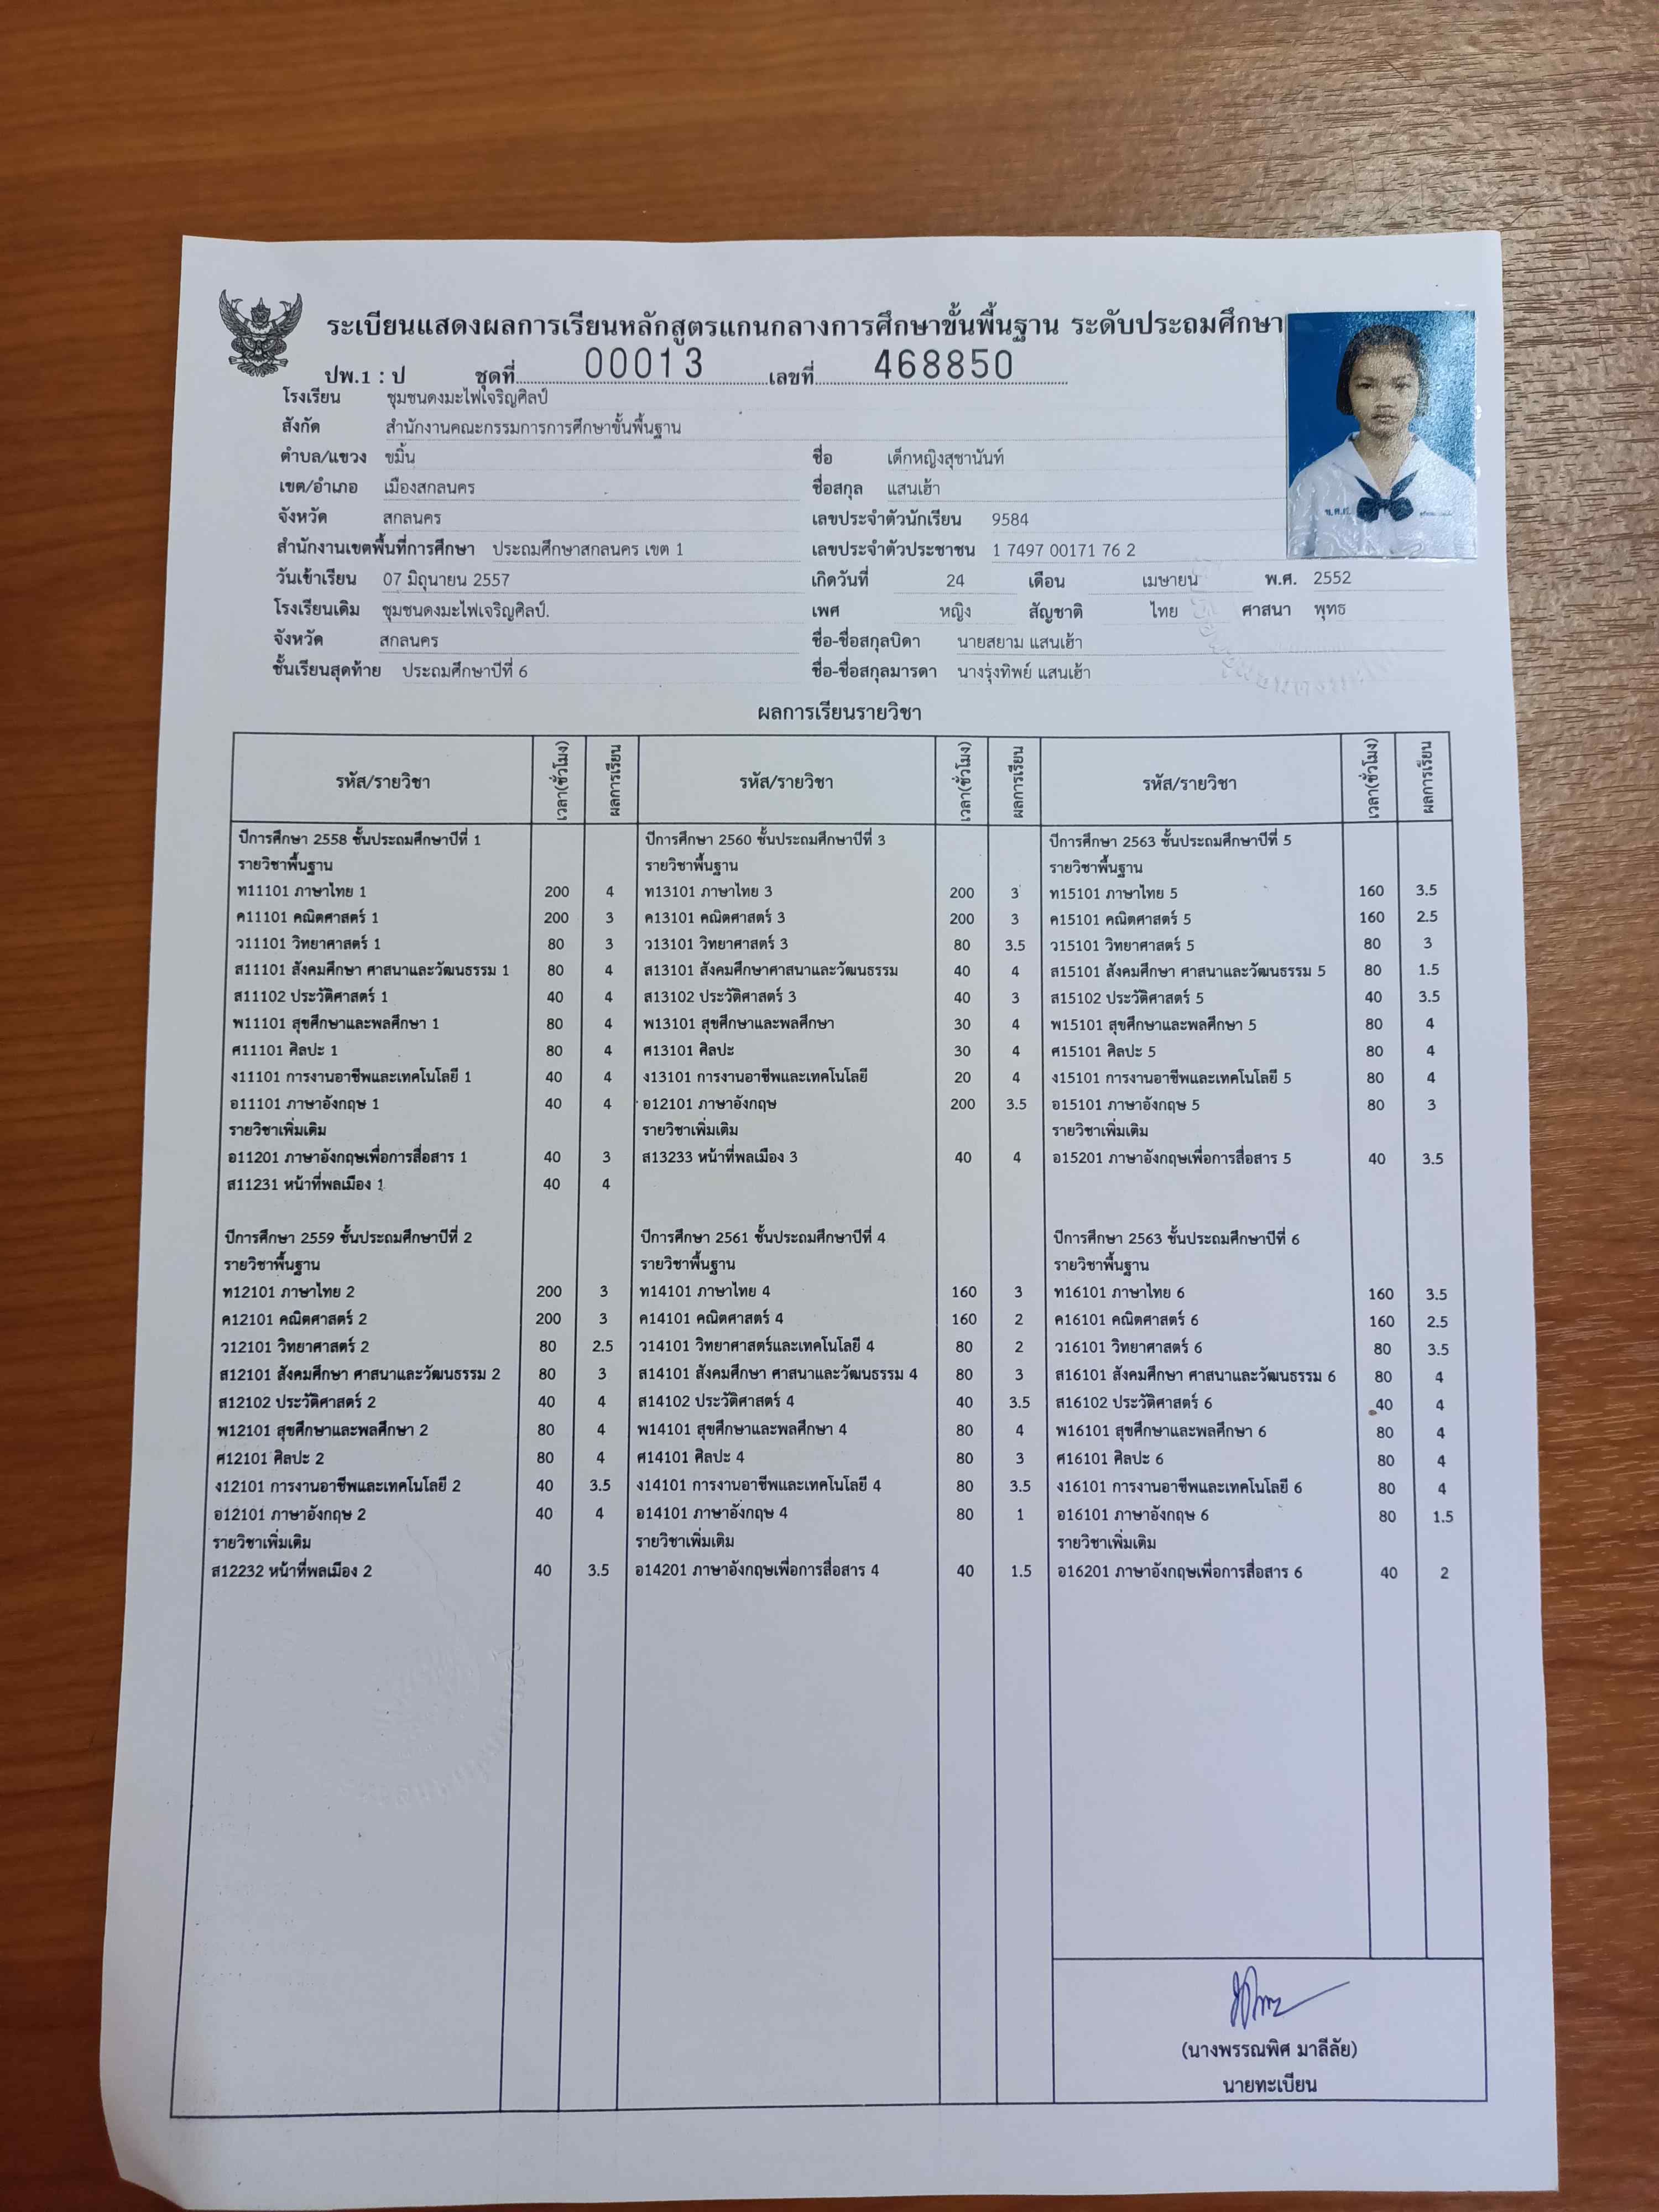 ระเบียนแสดงผลการเรียนหลักสูตรแกนกลางการศึกษาขั้นพื้นฐาน ระดับประถมศึกษา
ปพ.1 : ป ชุดที่ 00013 เลขที่ 468850
โรงเรียน ชุมชนดงมะไฟเจริญศิลป์
สังกัด สำนักงานคณะกรรมการการศึกษาขั้นพื้นฐาน
ตำบล/แขวง ขมิ้น
เขต/อำเภอ เมืองสกลนคร
จังหวัด สกลนคร
สำนักงานเขตพื้นที่การศึกษา ประถมศึกษาสกลนคร เขต 1
วันเข้าเรียน 07 มิถุนายน 2557
โรงเรียนเดิม ชุมชนดงมะไฟเจริญศิลป์.
จังหวัด สกลนคร
ชั้นเรียนสุดท้าย ประถมศึกษาปีที่ 6
ชื่อ เด็กหญิงสุชานันท์
ชื่อสกุล แสนเฮ้า
เลขประจำตัวนักเรียน 9584
เลขประจำตัวประชาชน 1 7497 00171 76 2
เกิดวันที่ 24 เดือน เมษายน พ.ศ. 2552
เพศ หญิง สัญชาติ ไทย ศาสนา พุทธ
ชื่อ-ชื่อสกุลบิดา นายสยาม แสนเฮ้า
ชื่อ-ชื่อสกุลมารดา นางรุ่งทิพย์ แสนเฮ้า
ผลการเรียนรายวิชา
รหัส/รายวิชา เวลา(ชั่วโมง) ผลการเรียน รหัส/รายวิชา เวลา(ชั่วโมง) ผลการเรียน รหัส/รายวิชา เวลา(ชั่วโมง) ผลการเรียน
ปีการศึกษา 2558 ชั้นประถมศึกษาปีที่ 1
รายวิชาพื้นฐาน
ท11101 ภาษาไทย 1 200 4
ค11101 คณิตศาสตร์ 1 200 3
ว11101 วิทยาศาสตร์ 1 80 3
ส11101 สังคมศึกษา ศาสนาและวัฒนธรรม 1 80 4
ส11102 ประวัติศาสตร์ 1 40 4
พ11101 สุขศึกษาและพลศึกษา 1 80 4
ศ11101 ศิลปะ 1 80 4
ง11101 การงานอาชีพและเทคโนโลยี 1 40 4
อ11101 ภาษาอังกฤษ 1 40 4
รายวิชาเพิ่มเติม
อ11201 ภาษาอังกฤษเพื่อการสื่อสาร 1 40 3
ส11231 หน้าที่พลเมือง 1 40 4
ปีการศึกษา 2559 ชั้นประถมศึกษาปีที่ 2
รายวิชาพื้นฐาน
ท12101 ภาษาไทย 2 200 3
ค12101 คณิตศาสตร์ 2 200 3
ว12101 วิทยาศาสตร์ 2 80 2.5
ส12101 สังคมศึกษา ศาสนาและวัฒนธรรม 2 80 3
ส12102 ประวัติศาสตร์ 2 40 4
พ12101 สุขศึกษาและพลศึกษา 2 80 4
ศ12101 ศิลปะ 2 80 4
ง12101 การงานอาชีพและเทคโนโลยี 2 40 3.5
อ12101 ภาษาอังกฤษ 2 40 4
รายวิชาเพิ่มเติม
ส12232 หน้าที่พลเมือง 2 40 3.5
ปีการศึกษา 2560 ชั้นประถมศึกษาปีที่ 3
รายวิชาพื้นฐาน
ท13101 ภาษาไทย 3 200 3
ค13101 คณิตศาสตร์ 3 200 3
ว13101 วิทยาศาสตร์ 3 80 3.5
ส13101 สังคมศึกษาศาสนาและวัฒนธรรม 40 4
ส13102 ประวัติศาสตร์ 3 40 3
พ13101 สุขศึกษาและพลศึกษา 30 4
ศ13101 ศิลปะ 30 4
ง13101 การงานอาชีพและเทคโนโลยี 20 4
อ12101 ภาษาอังกฤษ 200 3.5
รายวิชาเพิ่มเติม
ส13233 หน้าที่พลเมือง 3 40 4
ปีการศึกษา 2561 ชั้นประถมศึกษาปีที่ 4
รายวิชาพื้นฐาน
ท14101 ภาษาไทย 4 160 3
ค14101 คณิตศาสตร์ 4 160 2
ว14101 วิทยาศาสตร์และเทคโนโลยี 4 80 2
ส14101 สังคมศึกษา ศาสนาและวัฒนธรรม 4 80 3
ส14102 ประวัติศาสตร์ 4 40 3.5
พ14101 สุขศึกษาและพลศึกษา 4 80 4
ศ14101 ศิลปะ 4 80 3
ง14101 การงานอาชีพและเทคโนโลยี 4 80 3.5
อ14101 ภาษาอังกฤษ 4 80 1
รายวิชาเพิ่มเติม
อ14201 ภาษาอังกฤษเพื่อการสื่อสาร 4 40 1.5
ปีการศึกษา 2563 ชั้นประถมศึกษาปีที่ 5
รายวิชาพื้นฐาน
ท15101 ภาษาไทย 5 160 3.5
ค15101 คณิตศาสตร์ 5 160 2.5
ว15101 วิทยาศาสตร์ 5 80 3
ส15101 สังคมศึกษา ศาสนาและวัฒนธรรม 5 80 1.5
ส15102 ประวัติศาสตร์ 5 40 3.5
พ15101 สุขศึกษาและพลศึกษา 5 80 4
ศ15101 ศิลปะ 5 80 4
ง15101 การงานอาชีพและเทคโนโลยี 5 80 4
อ15101 ภาษาอังกฤษ 5 80 3
รายวิชาเพิ่มเติม
อ15201 ภาษาอังกฤษเพื่อการสื่อสาร 5 40 3.5
ปีการศึกษา 2563 ชั้นประถมศึกษาปีที่ 6
รายวิชาพื้นฐาน
ท16101 ภาษาไทย 6 160 3.5
ค16101 คณิตศาสตร์ 6 160 2.5
ว16101 วิทยาศาสตร์ 6 80 3.5
ส16101 สังคมศึกษา ศาสนาและวัฒนธรรม 6 80 4
ส16102 ประวัติศาสตร์ 6 40 4
พ16101 สุขศึกษาและพลศึกษา 6 80 4
ศ16101 ศิลปะ 6 80 4
ง16101 การงานอาชีพและเทคโนโลยี 6 80 4
อ16101 ภาษาอังกฤษ 6 80 1.5
รายวิชาเพิ่มเติม
อ16201 ภาษาอังกฤษเพื่อการสื่อสาร 6 40 2
(นางพรรณพิศ มาลีลัย)
นายทะเบียน